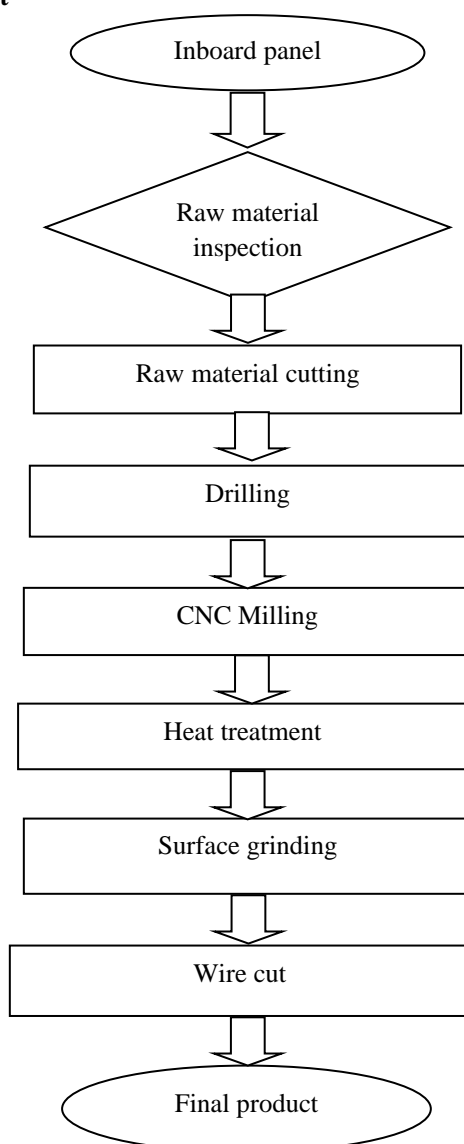 Inboard panel
Raw material
inspection
Raw material cutting
Drilling
CNC Milling
Heat treatment
Surface grinding
Wire cut
Final product